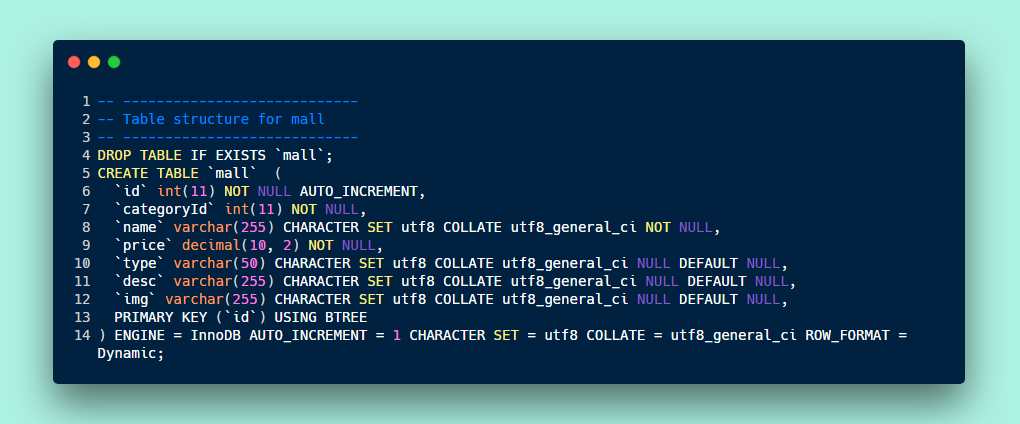 1 -- ----------------------------
2 -- Table structure for mall
3 -- ----------------------------
4 DROP TABLE IF EXISTS `mall`;
5 CREATE TABLE `mall`  (
6   `id` int(11) NOT NULL AUTO_INCREMENT,
7   `categoryId` int(11) NOT NULL,
8   `name` varchar(255) CHARACTER SET utf8 COLLATE utf8_general_ci NOT NULL,
9   `price` decimal(10, 2) NOT NULL,
10   `type` varchar(50) CHARACTER SET utf8 COLLATE utf8_general_ci NULL DEFAULT NULL,
11   `desc` varchar(255) CHARACTER SET utf8 COLLATE utf8_general_ci NULL DEFAULT NULL,
12   `img` varchar(255) CHARACTER SET utf8 COLLATE utf8_general_ci NULL DEFAULT NULL,
13   PRIMARY KEY (`id`) USING BTREE
14 ) ENGINE = InnoDB AUTO_INCREMENT = 1 CHARACTER SET = utf8 COLLATE = utf8_general_ci ROW_FORMAT =
Dynamic;